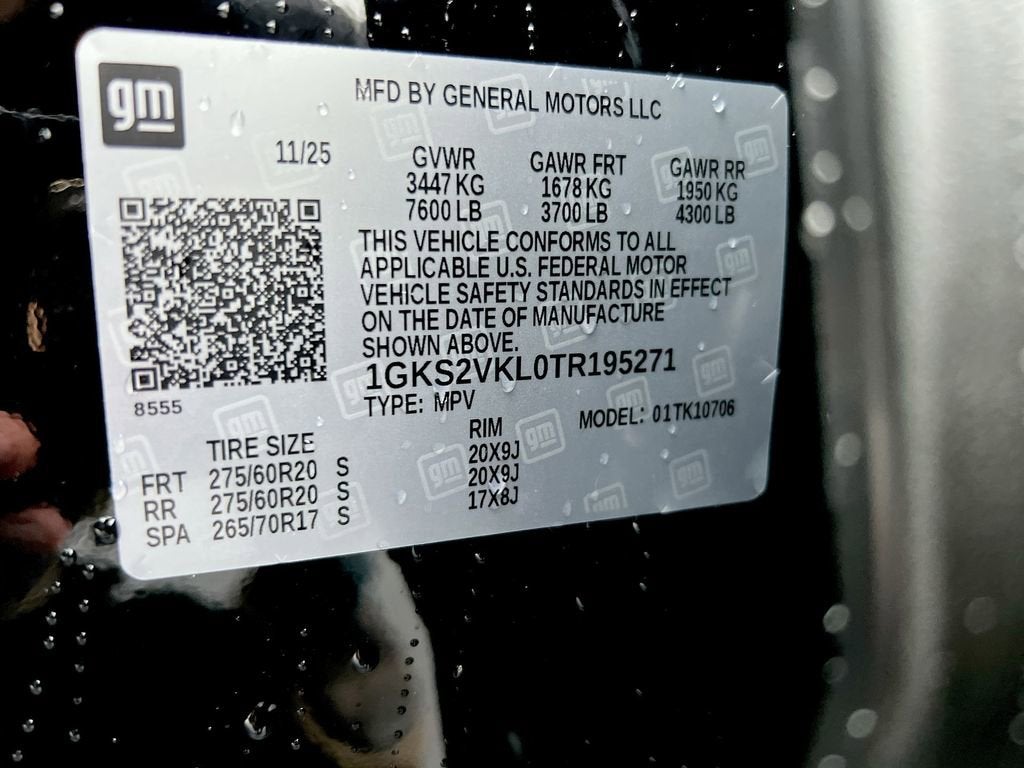 gm
MFD BY GENERAL MOTORS LLC
11/25
GVWR GAWR FRT GAWR RR
3447 KG 1678 KG 1950 KG
7600 LB 3700 LB 4300 LB
THIS VEHICLE CONFORMS TO ALL
APPLICABLE U.S. FEDERAL MOTOR
VEHICLE SAFETY STANDARDS IN EFFECT
ON THE DATE OF MANUFACTURE
SHOWN ABOVE.
1GKS2VKL0TR195271
8555
TYPE: MPV
MODEL: 01TK10706
TIRE SIZE RIM
FRT 275/60R20 S 20X9J
RR 275/60R20 S 20X9J
SPA 265/70R17 S 17X8J